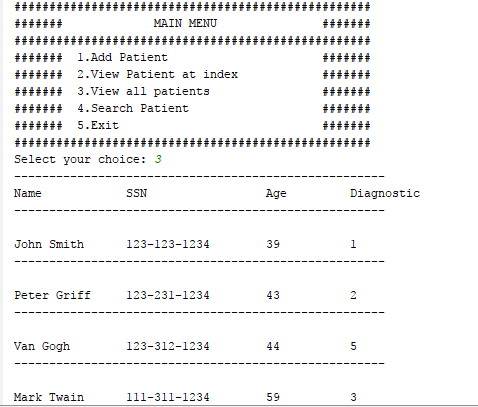 ###################################################
#######             MAIN MENU               #######
###################################################
#######  1.Add Patient                      #######
#######  2.View Patient at index            #######
#######  3.View all patients                #######
#######  4.Search Patient                   #######
#######  5.Exit                             #######
###################################################
Select your choice: 3
-----------------------------------------------------
Name            SSN                 Age         Diagnostic
-----------------------------------------------------
John Smith      123-123-1234        39          1
-----------------------------------------------------
Peter Griff     123-231-1234        43          2
-----------------------------------------------------
Van Gogh        123-312-1234        44          5
-----------------------------------------------------
Mark Twain      111-311-1234        59          3